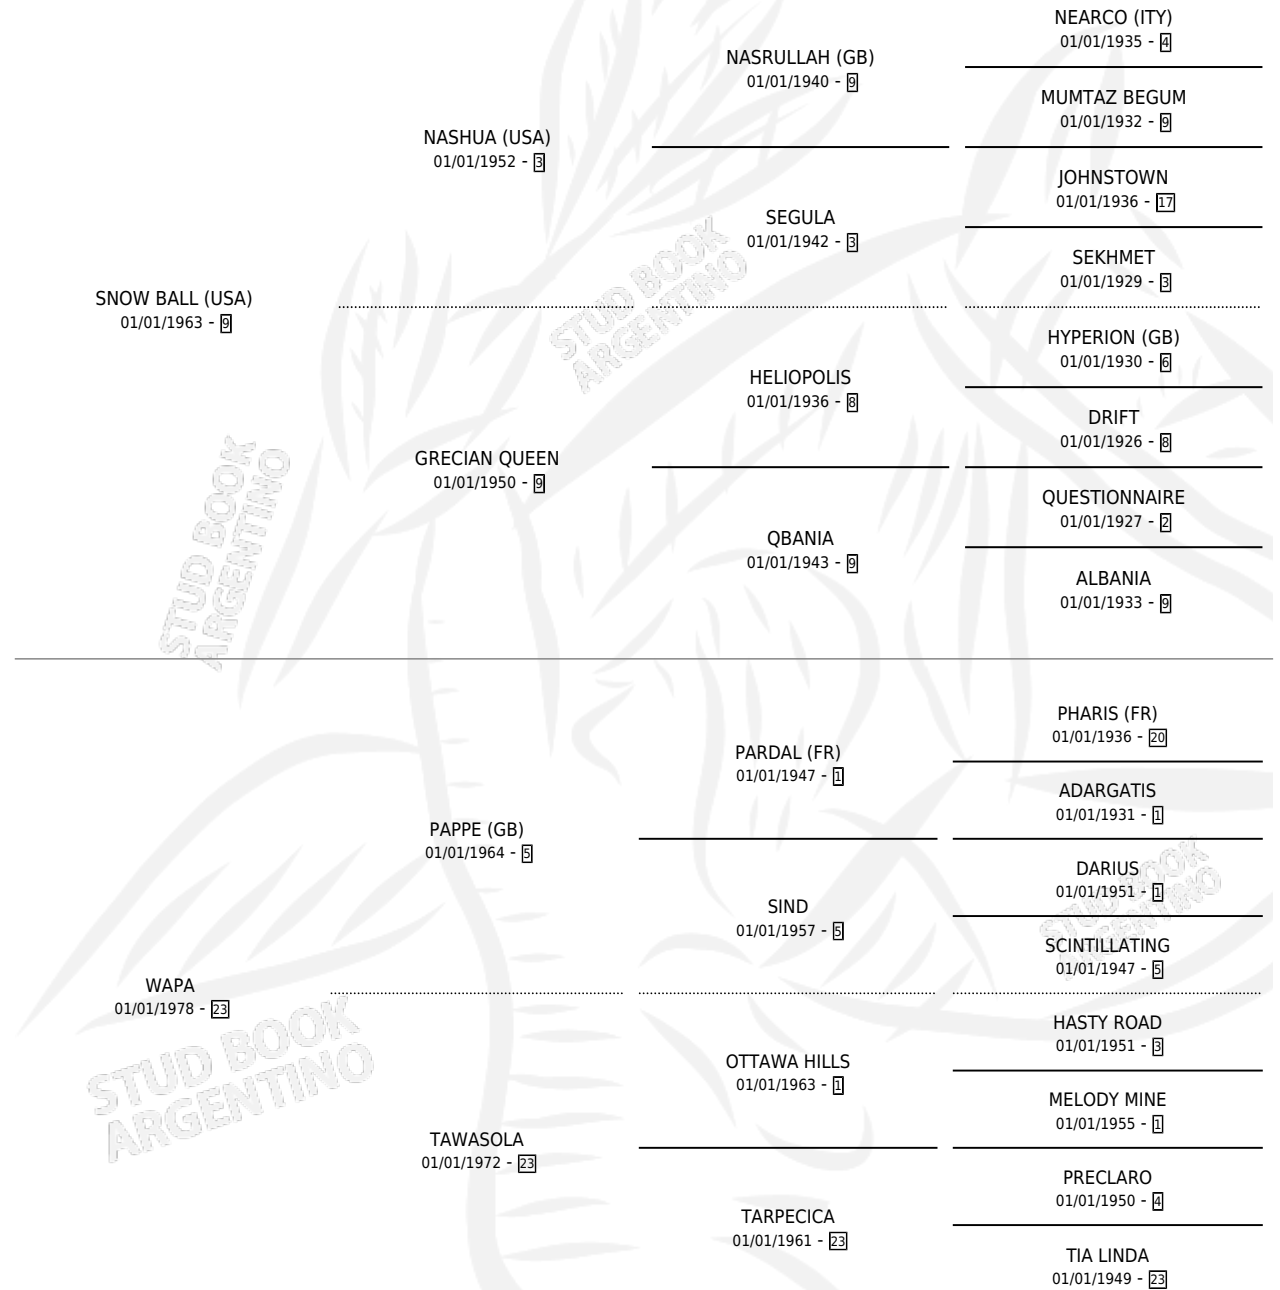 SNOW BALL (USA)
01/01/1963 - 9
NASHUA (USA)
01/01/1952 - 3
NASRULLAH (GB)
01/01/1940 - 9
NEARCO (ITY)
01/01/1935 - 4
MUMTAZ BEGUM
01/01/1932 - 9
SEGULA
01/01/1942 - 3
JOHNSTOWN
01/01/1936 - 17
SEKHMET
01/01/1929 - 3
GRECIAN QUEEN
01/01/1950 - 9
HELIOPOLIS
01/01/1936 - 8
HYPERION (GB)
01/01/1930 - 6
DRIFT
01/01/1926 - 8
QBANIA
01/01/1943 - 9
QUESTIONNAIRE
01/01/1927 - 2
ALBANIA
01/01/1933 - 9
WAPA
01/01/1978 - 23
PAPPE (GB)
01/01/1964 - 5
PARDAL (FR)
01/01/1947 - 1
PHARIS (FR)
01/01/1936 - 20
ADARGATIS
01/01/1931 - 1
SIND
01/01/1957 - 5
DARIUS
01/01/1951 - 1
SCINTILLATING
01/01/1947 - 5
TAWASOLA
01/01/1972 - 23
OTTAWA HILLS
01/01/1963 - 1
HASTY ROAD
01/01/1951 - 3
MELODY MINE
01/01/1955 - 1
TARPECICA
01/01/1961 - 23
PRECLARO
01/01/1950 - 4
TIA LINDA
01/01/1949 - 23
STUD BOOK
ARGENTINO
STUD BOOK
ARGENTINO
STUD BOOK
ARGENTINO
STUD BOOK
ARGENTINO